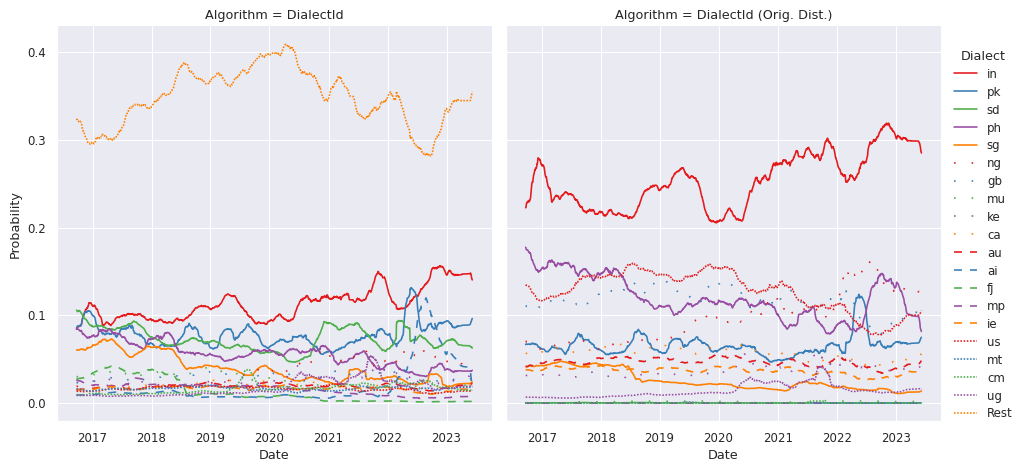 Algorithm = DialectId
Algorithm = DialectId (Orig. Dist.)
Probability
0.4
0.3
0.2
0.1
0.0
2017 2018 2019 2020 2021 2022 2023
Date
2017 2018 2019 2020 2021 2022 2023
Date
Dialect
in
pk
sd
ph
sg
ng
gb
mu
ke
ca
au
ai
fj
mp
ie
us
mt
cm
ug
Rest